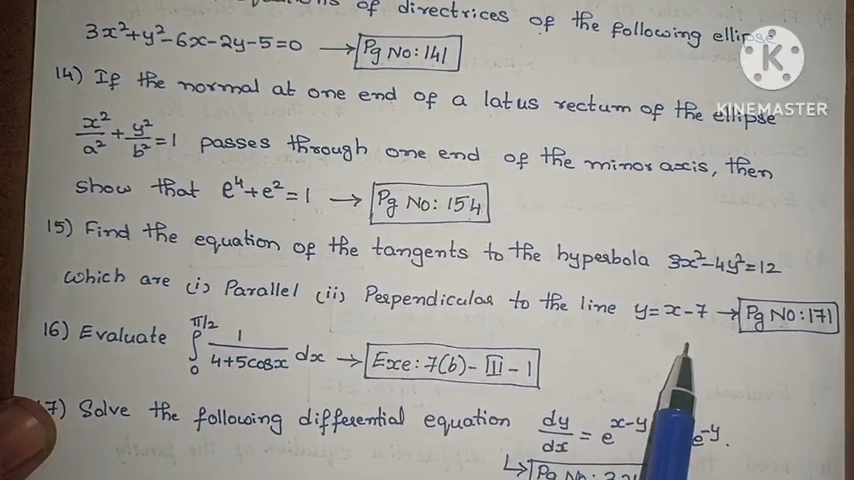 of directrices of the following ellipse
3x²+y²-6x-2y-5=0 → Pg No: 141
14) If the normal at one end of a latus rectum of the ellipse
x²/a² + y²/b² = 1 passes through one end of the minor axis, then
show that e⁴+e²=1 → Pg No: 154
15) Find the equation of the tangents to the hyperbola 3x²-4y²=12
which are (i) Parallel (ii) Perpendicular to the line y=x-7 → Pg No: 171
16) Evaluate ∫₀^π/2 1/(4+5cosx) dx → Exe: 7(b)-III-1
17) Solve the following differential equation dy/dx = e^x-y e^-y.
Pg No:
K
KINEMASTER